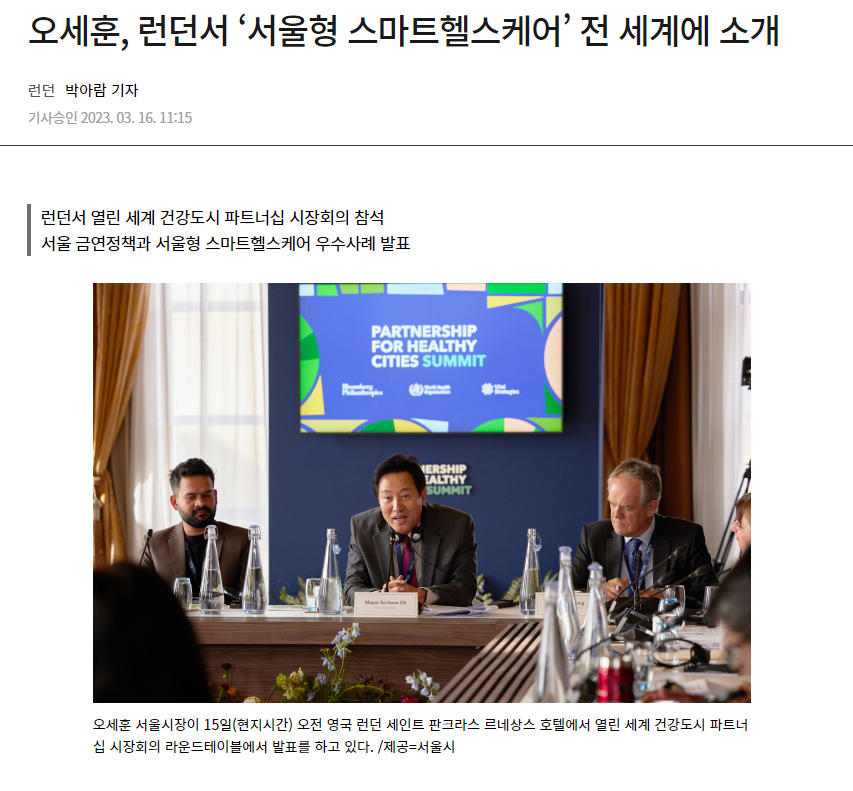 오세훈, 런던서 ‘서울형 스마트헬스케어’ 전 세계에 소개
런던 박아람 기자
기사승인 2023. 03. 16. 11:15
런던서 열린 세계 건강도시 파트너십 시장회의 참석
서울 금연정책과 서울형 스마트헬스케어 우수사례 발표
PARTNERSHIP
FOR HEALTHY
CITIES SUMMIT
Bloomberg
Philanthropies
World Health
Organization
Vital
Strategies
NERSHIP
EALTHY
SUMMIT
Mayor Se-hoon Oh
오세훈 서울시장이 15일(현지시간) 오전 영국 런던 세인트 판크라스 르네상스 호텔에서 열린 세계 건강도시 파트너
십 시장회의 라운드테이블에서 발표를 하고 있다. /제공=서울시